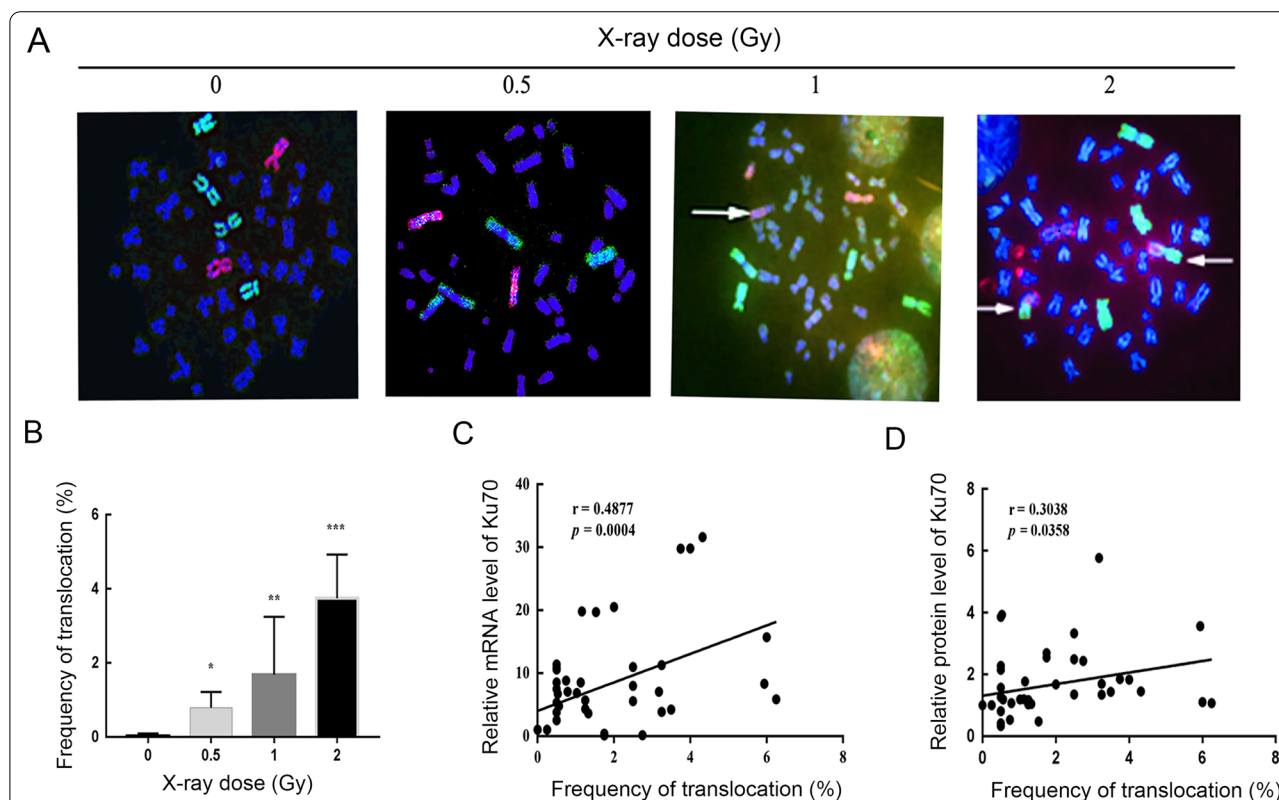 A
X-ray dose (Gy)
0 0.5 1 2
B
Frequency of translocation (%)
6
4
2
0
*
**
***
0 0.5 1 2
X-ray dose (Gy)
C
Relative mRNA level of Ku70
40
30
20
10
0
r = 0.4877
p = 0.0004
0 2 4 6 8
Frequency of translocation (%)
D
Relative protein level of Ku70
8
6
4
2
0
r = 0.3038
p = 0.0358
0 2 4 6 8
Frequency of translocation (%)